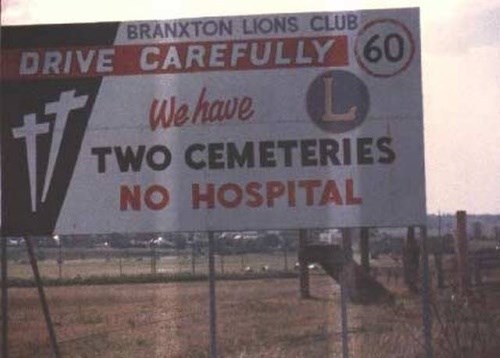 BRANXTON LIONS CLUB
DRIVE CAREFULLY
60
We have
L
TWO CEMETERIES
NO HOSPITAL